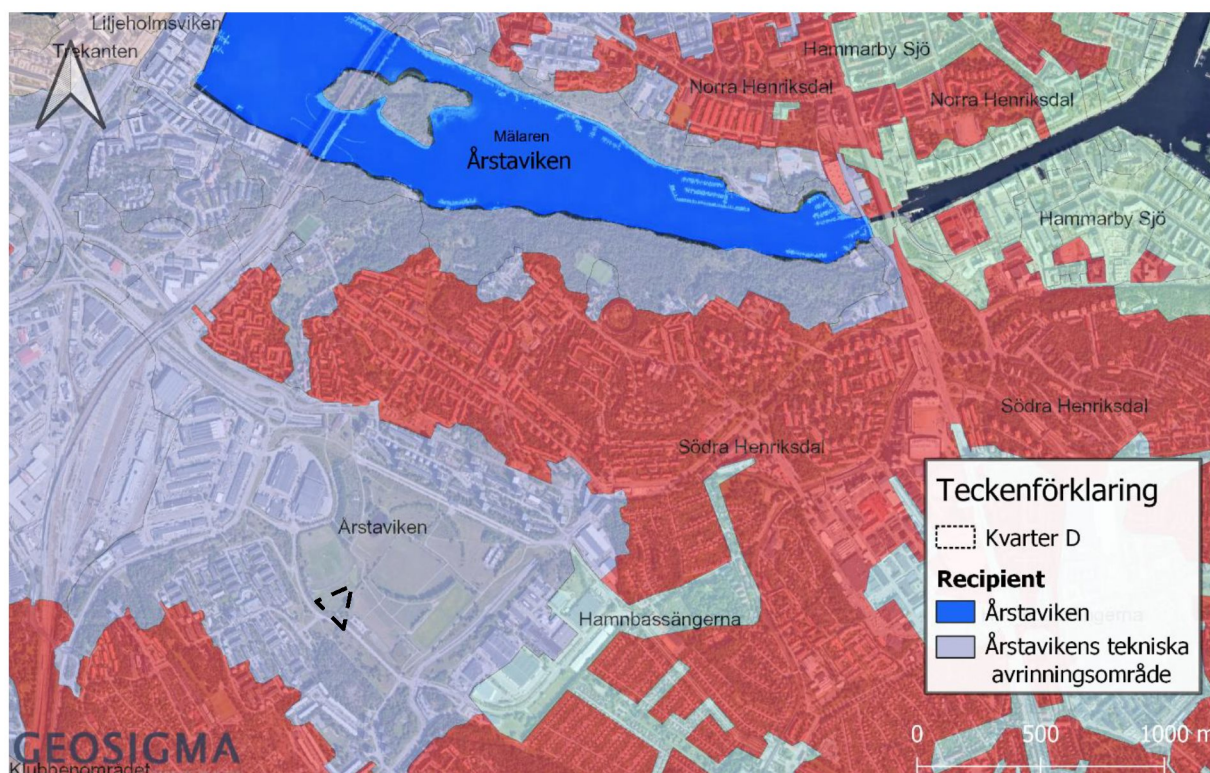 Liljeholmsviken
Trekanten
Hammarby Sjö
Norra Henriksdal
Norra Henriksdal
Mälaren
Årstaviken
Hammarby Sjö
Södra Henriksdal
Södra Henriksdal
Årstaviken
Hamnbassängerna
Teckenförklaring
Kvarter D
Recipient
Årstaviken
Årstavikens tekniska
avrinningsområde
0 500 1000 m
GEOSIGMA
Klubbenområdet